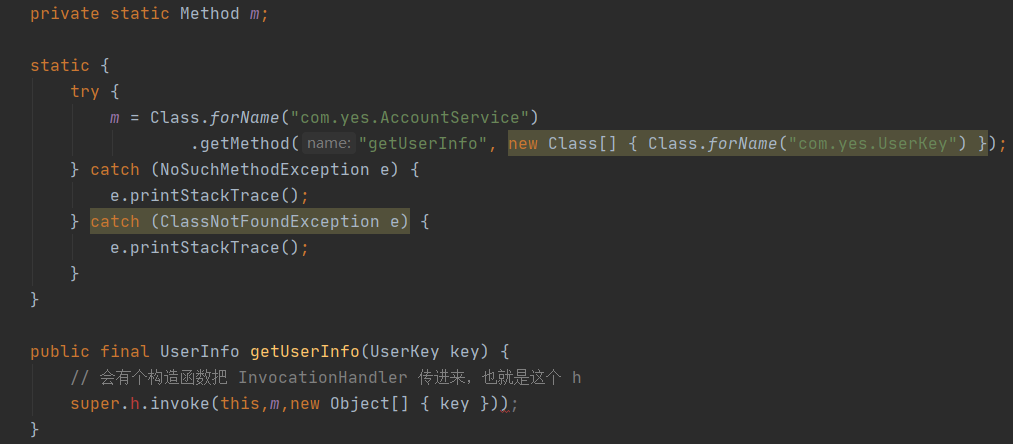 private static Method m;
static {
try {
m = Class.forName("com.yes.AccountService")
.getMethod( name: "getUserInfo", new Class[] { Class.forName("com.yes.UserKey") });
} catch (NoSuchMethodException e) {
e.printStackTrace();
} catch (ClassNotFoundException e) {
e.printStackTrace();
}
}
public final UserInfo getUserInfo(UserKey key) {
// 会有个构造函数把 InvocationHandler 传进来，也就是这个 h
super.h.invoke(this,m,new Object[] { key }));
}